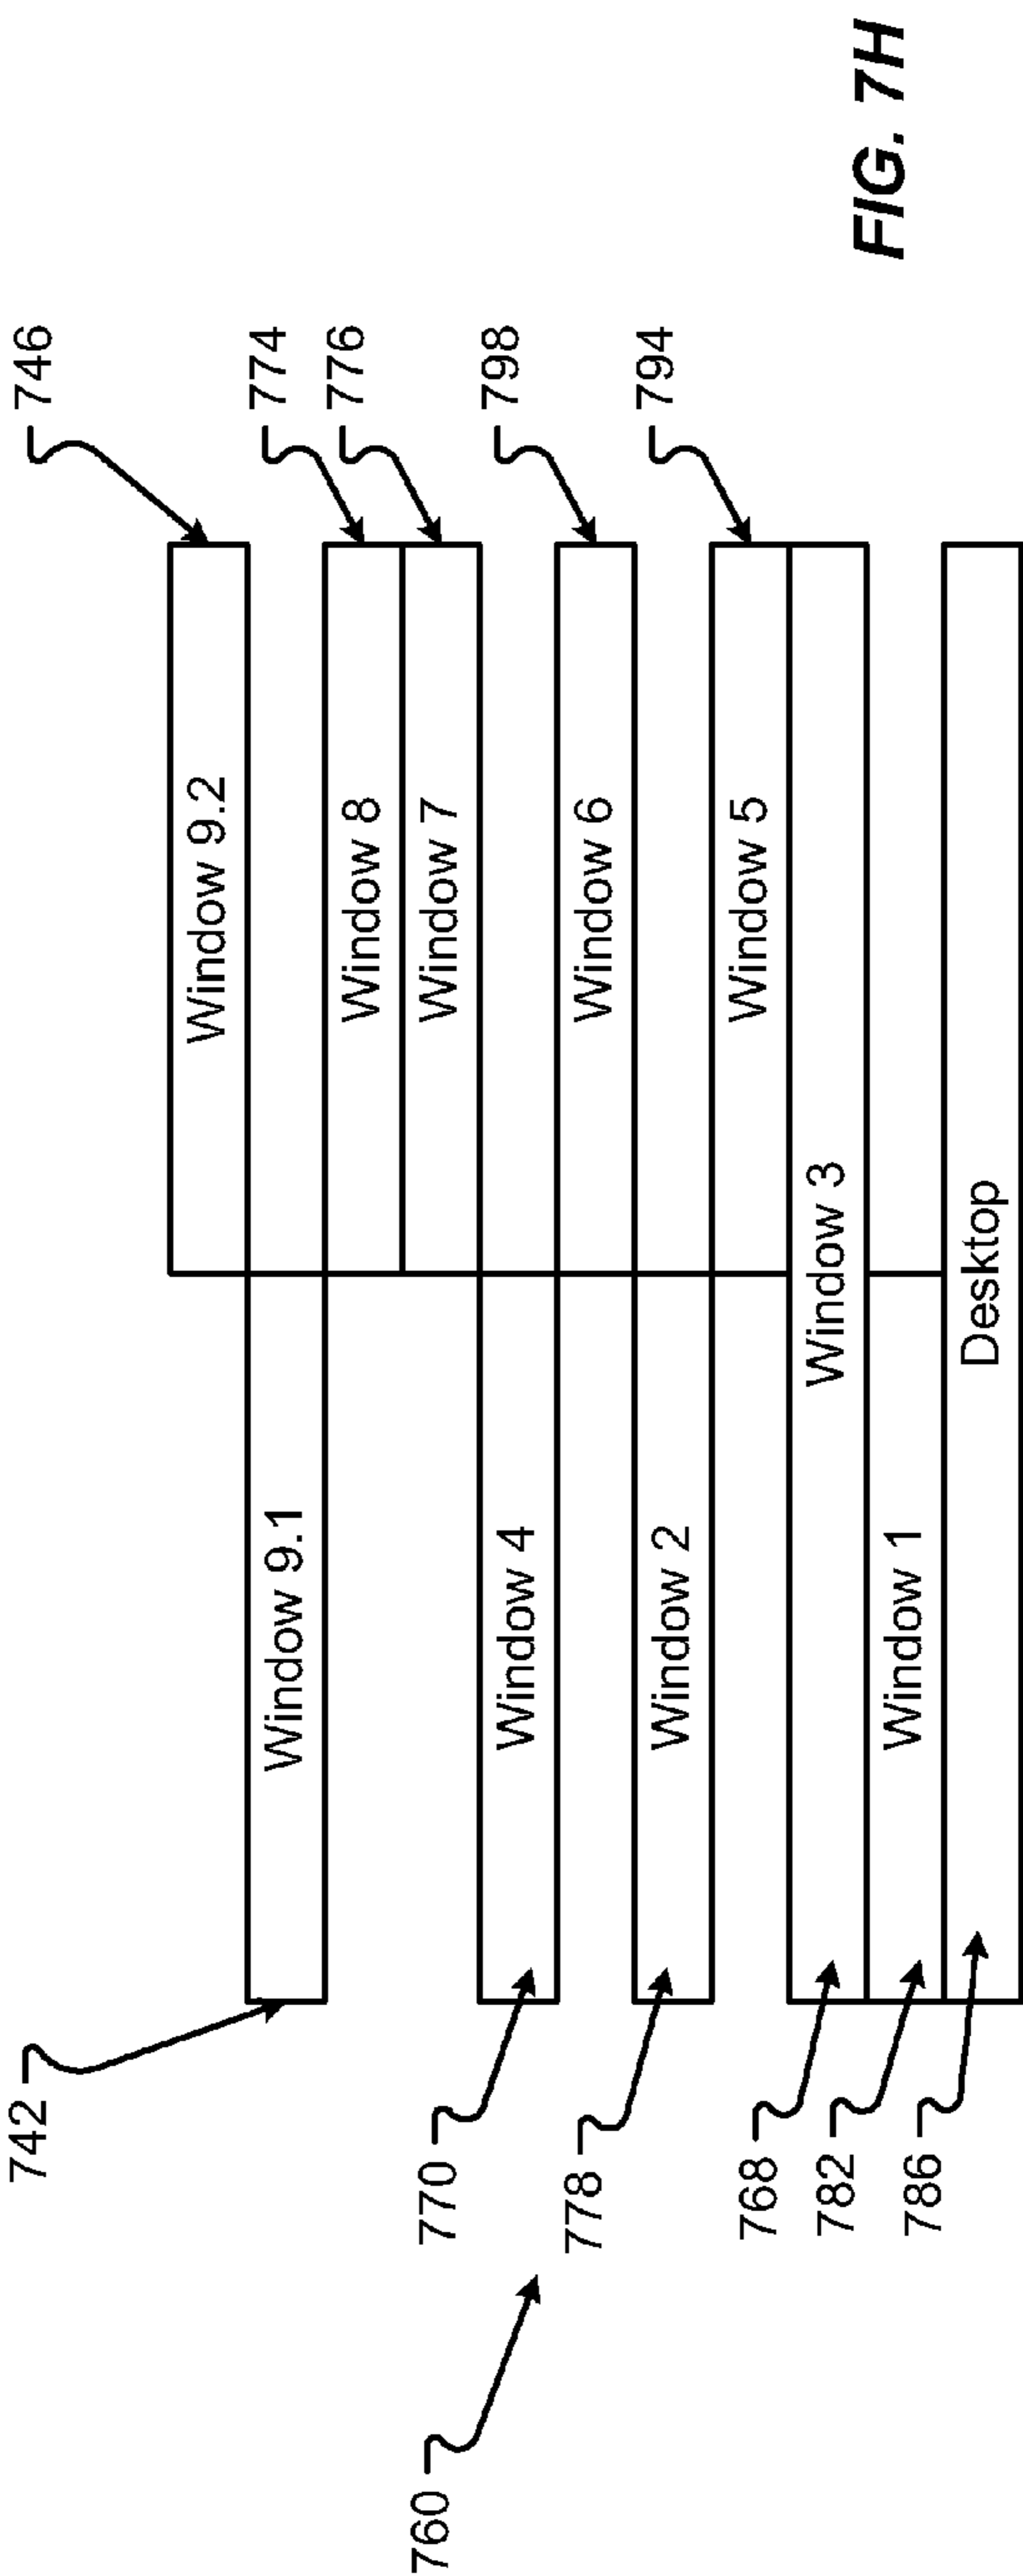 742
746
Window 9.2
Window 9.1
774
Window 8
776
Window 7
770
Window 4
798
Window 6
760
778
Window 2
794
Window 5
768
Window 3
782
Window 1
786
Desktop
FIG. 7H